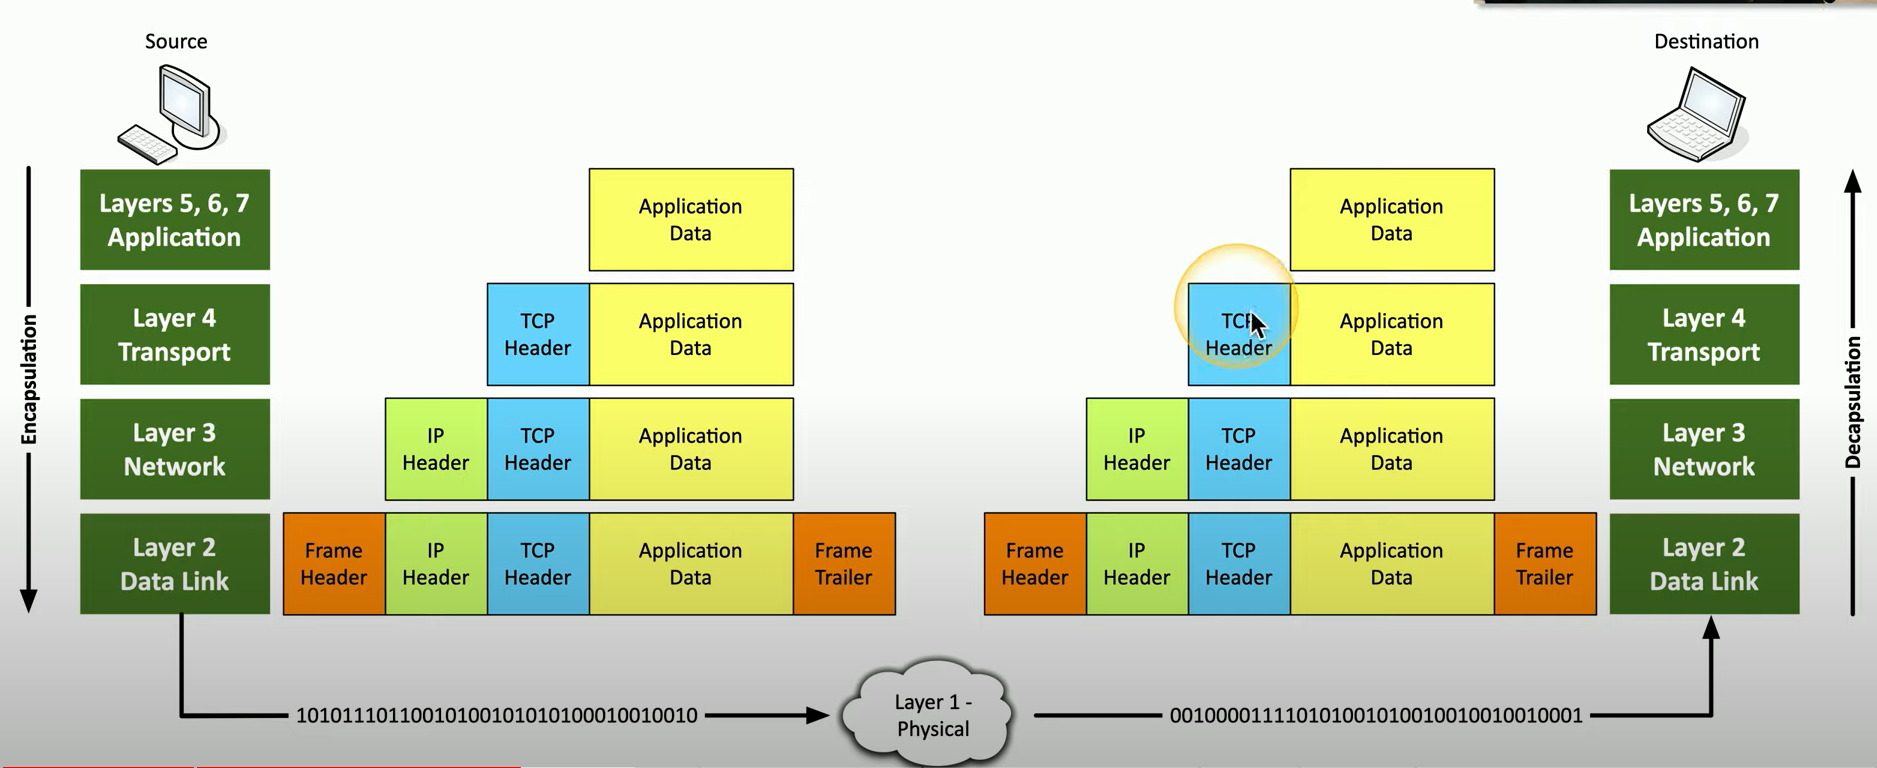 Source
Destination
Encapsulation
Layers 5, 6, 7
Application
Application
Data
Application
Data
Layers 5, 6, 7
Application
Decapsulation
Layer 4
Transport
TCP
Header
Application
Data
TCP
Header
Application
Data
Layer 4
Transport
Layer 3
Network
IP
Header
TCP
Header
Application
Data
IP
Header
TCP
Header
Application
Data
Layer 3
Network
Layer 2
Data Link
Frame
Header
IP
Header
TCP
Header
Application
Data
Frame
Trailer
Frame
Header
IP
Header
TCP
Header
Application
Data
Frame
Trailer
Layer 2
Data Link
10101110110010100101010100010010010
Layer 1 -
Physical
001000011110101001010010010010010001